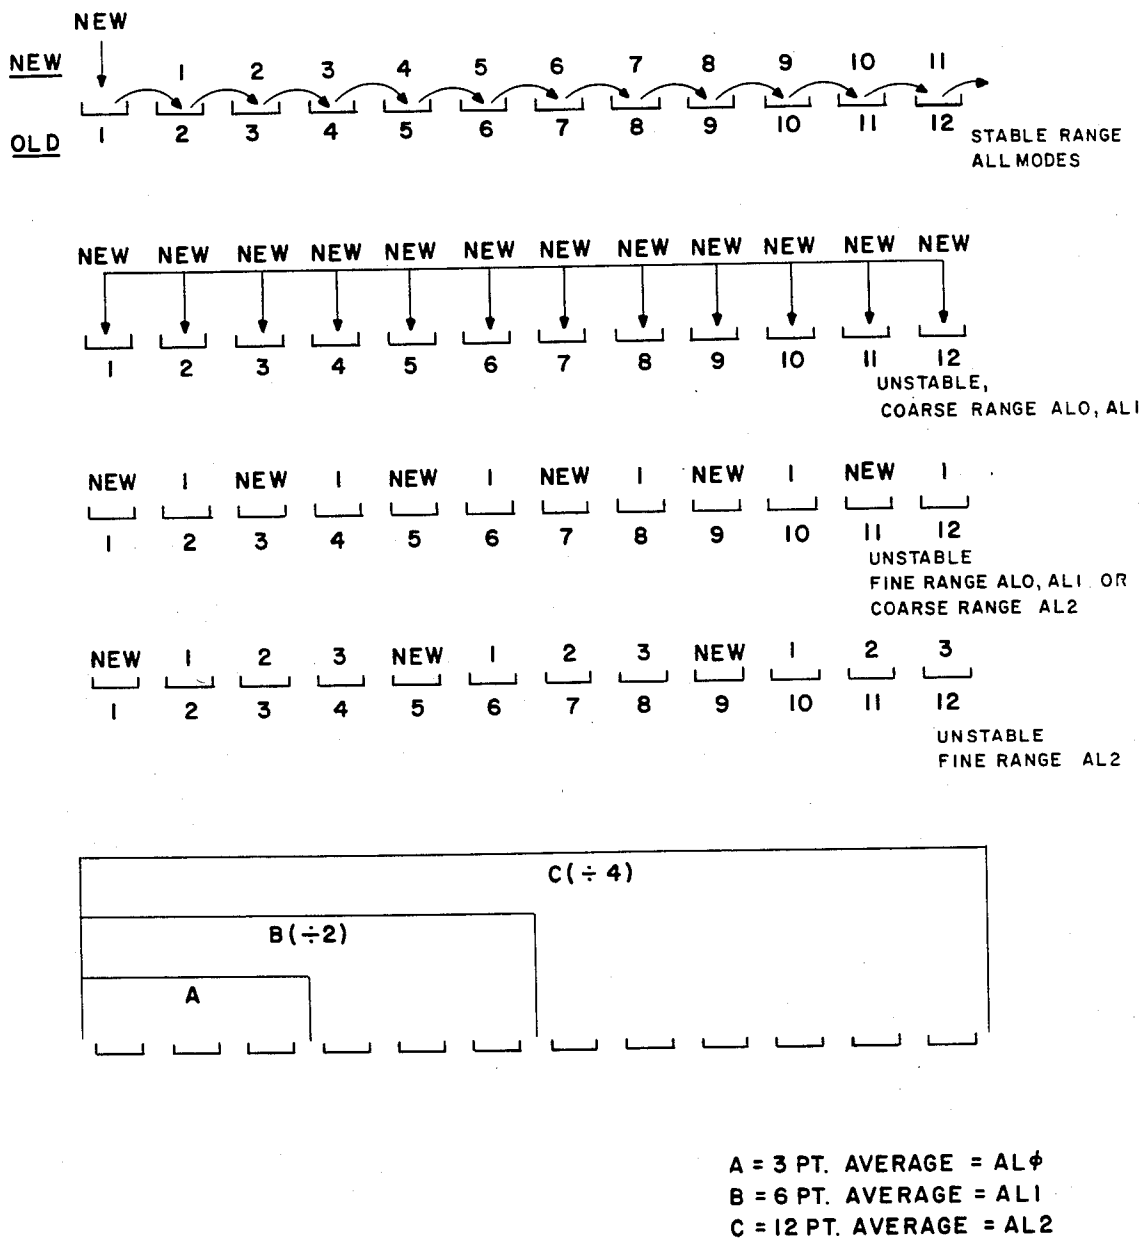 NEW
NEW 1 2 3 4 5 6 7 8 9 10 11
OLD 1 2 3 4 5 6 7 8 9 10 11 12
STABLE RANGE
ALL MODES
NEW NEW NEW NEW NEW NEW NEW NEW NEW NEW NEW NEW
1 2 3 4 5 6 7 8 9 10 11 12
UNSTABLE,
COARSE RANGE AL0, AL1
NEW 1 NEW 1 NEW 1 NEW 1 NEW 1 NEW 1
1 2 3 4 5 6 7 8 9 10 11 12
UNSTABLE
FINE RANGE AL0, AL1 OR
COARSE RANGE AL2
NEW 1 2 3 NEW 1 2 3 NEW 1 2 3
1 2 3 4 5 6 7 8 9 10 11 12
UNSTABLE
FINE RANGE AL2
C(÷4)
B(÷2)
A
A = 3 PT. AVERAGE = ALϕ
B = 6 PT. AVERAGE = AL1
C = 12 PT. AVERAGE = AL2